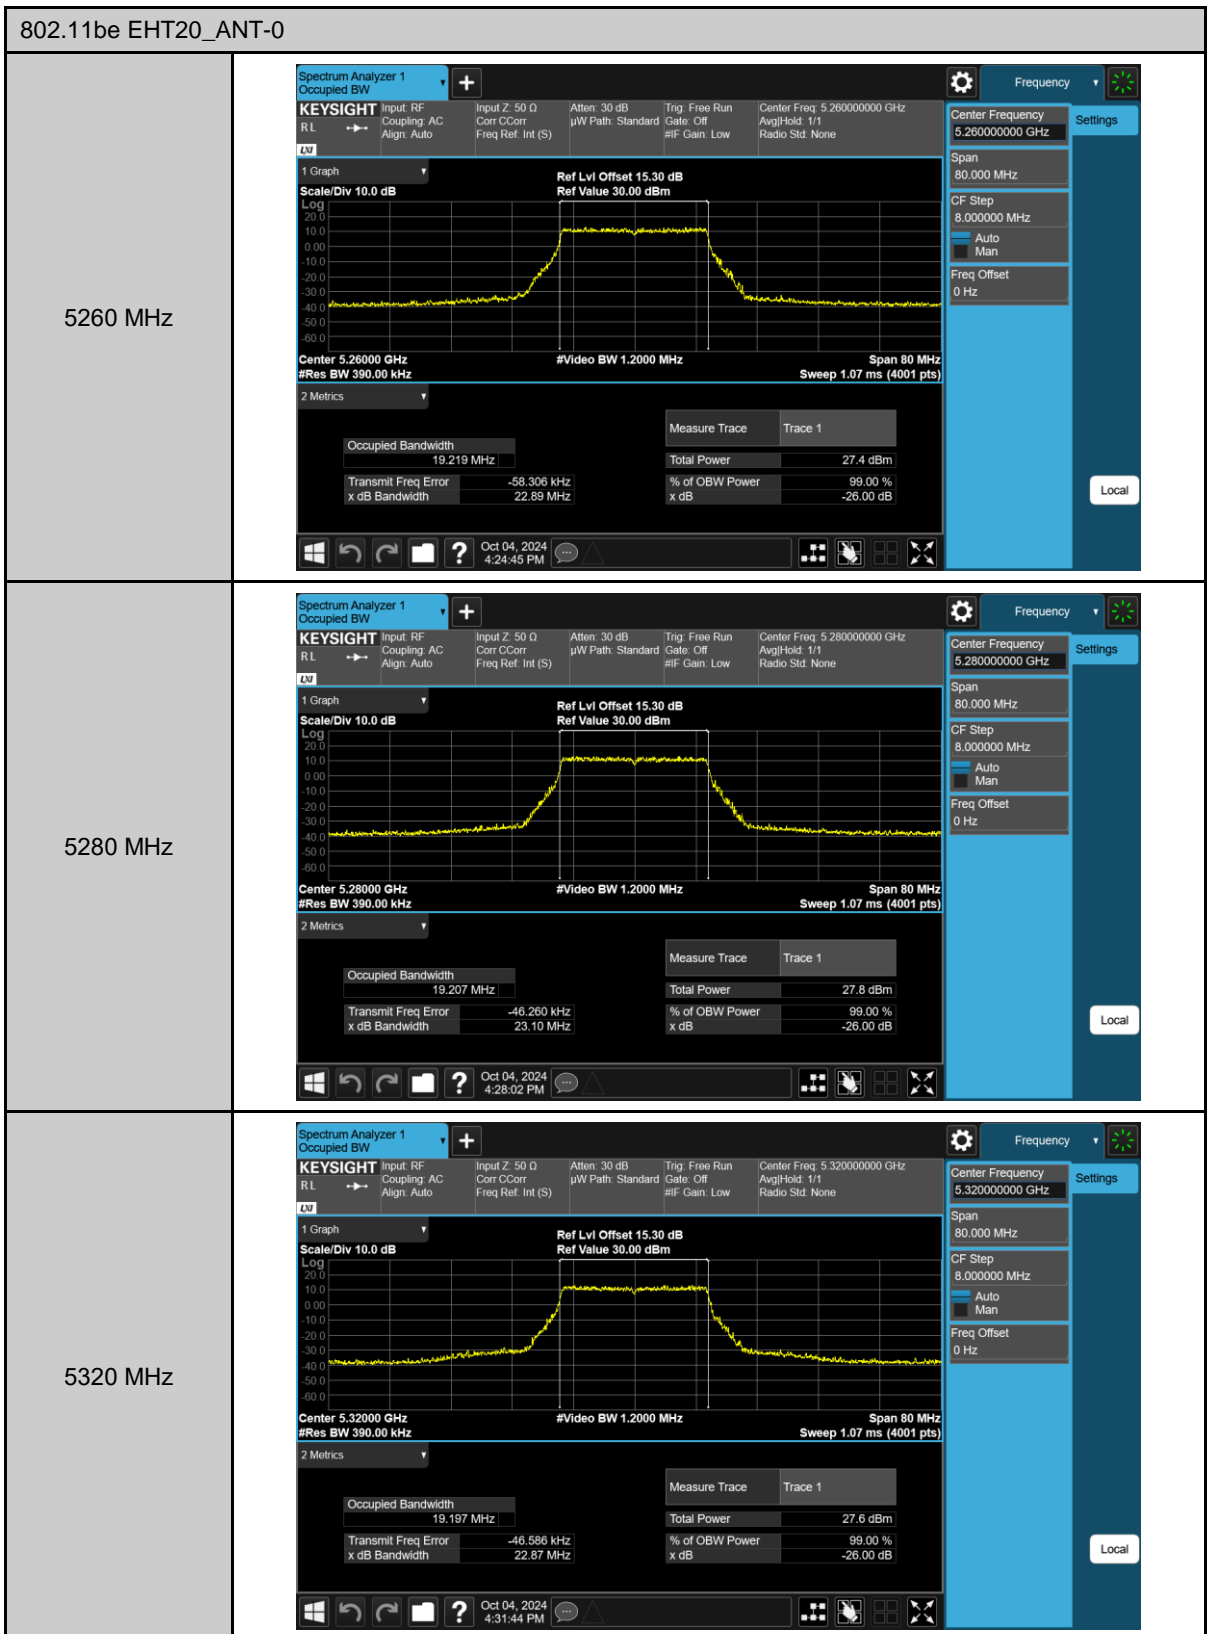 802.11be EHT20_ANT-0
5260 MHz
Spectrum Analyzer 1
Occupied BW
Frequency
KEYSIGHT
RL
LXI
Input: RF
Coupling: AC
Align: Auto
Input Z: 50 Ω
Corr CCorr
Freq Ref: Int (S)
Atten: 30 dB
µW Path: Standard
Trig: Free Run
Gate: Off
#IF Gain: Low
Center Freq: 5.260000000 GHz
Avg|Hold: 1/1
Radio Std: None
Center Frequency
5.260000000 GHz
Settings
Span
80.000 MHz
CF Step
8.000000 MHz
Auto
Man
Freq Offset
0 Hz
Local
1 Graph
Scale/Div 10.0 dB
Ref Lvl Offset 15.30 dB
Ref Value 30.00 dBm
Log
20.0
10.0
0.00
-10.0
-20.0
-30.0
-40.0
-50.0
-60.0
Center 5.26000 GHz
#Video BW 1.2000 MHz
Span 80 MHz
#Res BW 390.00 kHz
Sweep 1.07 ms (4001 pts)
2 Metrics
Measure Trace Trace 1
Occupied Bandwidth
19.219 MHz
Total Power 27.4 dBm
Transmit Freq Error -58.306 kHz
% of OBW Power 99.00 %
x dB Bandwidth 22.89 MHz
x dB -26.00 dB
Oct 04, 2024
4:24:45 PM
5280 MHz
Spectrum Analyzer 1
Occupied BW
Frequency
KEYSIGHT
RL
LXI
Input: RF
Coupling: AC
Align: Auto
Input Z: 50 Ω
Corr CCorr
Freq Ref: Int (S)
Atten: 30 dB
µW Path: Standard
Trig: Free Run
Gate: Off
#IF Gain: Low
Center Freq: 5.280000000 GHz
Avg|Hold: 1/1
Radio Std: None
Center Frequency
5.280000000 GHz
Settings
Span
80.000 MHz
CF Step
8.000000 MHz
Auto
Man
Freq Offset
0 Hz
Local
1 Graph
Scale/Div 10.0 dB
Ref Lvl Offset 15.30 dB
Ref Value 30.00 dBm
Log
20.0
10.0
0.00
-10.0
-20.0
-30.0
-40.0
-50.0
-60.0
Center 5.28000 GHz
#Video BW 1.2000 MHz
Span 80 MHz
#Res BW 390.00 kHz
Sweep 1.07 ms (4001 pts)
2 Metrics
Measure Trace Trace 1
Occupied Bandwidth
19.207 MHz
Total Power 27.8 dBm
Transmit Freq Error -46.260 kHz
% of OBW Power 99.00 %
x dB Bandwidth 23.10 MHz
x dB -26.00 dB
Oct 04, 2024
4:28:02 PM
5320 MHz
Spectrum Analyzer 1
Occupied BW
Frequency
KEYSIGHT
RL
LXI
Input: RF
Coupling: AC
Align: Auto
Input Z: 50 Ω
Corr CCorr
Freq Ref: Int (S)
Atten: 30 dB
µW Path: Standard
Trig: Free Run
Gate: Off
#IF Gain: Low
Center Freq: 5.320000000 GHz
Avg|Hold: 1/1
Radio Std: None
Center Frequency
5.320000000 GHz
Settings
Span
80.000 MHz
CF Step
8.000000 MHz
Auto
Man
Freq Offset
0 Hz
Local
1 Graph
Scale/Div 10.0 dB
Ref Lvl Offset 15.30 dB
Ref Value 30.00 dBm
Log
20.0
10.0
0.00
-10.0
-20.0
-30.0
-40.0
-50.0
-60.0
Center 5.32000 GHz
#Video BW 1.2000 MHz
Span 80 MHz
#Res BW 390.00 kHz
Sweep 1.07 ms (4001 pts)
2 Metrics
Measure Trace Trace 1
Occupied Bandwidth
19.197 MHz
Total Power 27.6 dBm
Transmit Freq Error -46.586 kHz
% of OBW Power 99.00 %
x dB Bandwidth 22.87 MHz
x dB -26.00 dB
Oct 04, 2024
4:31:44 PM